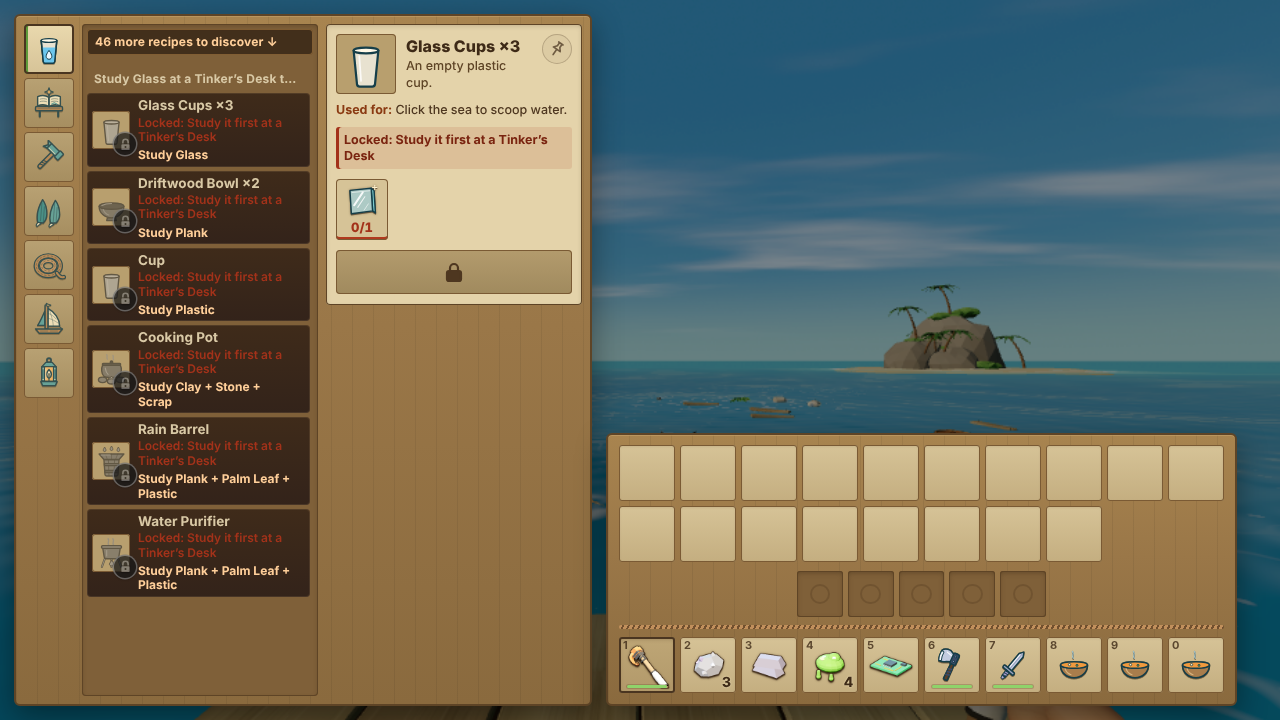 46 more recipes to discover ↓
Study Glass at a Tinker's Desk t...
Glass Cups ×3
Locked: Study it first at a
Tinker's Desk
Study Glass
Driftwood Bowl ×2
Locked: Study it first at a
Tinker's Desk
Study Plank
Cup
Locked: Study it first at a
Tinker's Desk
Study Plastic
Cooking Pot
Locked: Study it first at a
Tinker's Desk
Study Clay + Stone +
Scrap
Rain Barrel
Locked: Study it first at a
Tinker's Desk
Study Plank + Palm Leaf +
Plastic
Water Purifier
Locked: Study it first at a
Tinker's Desk
Study Plank + Palm Leaf +
Plastic
Glass Cups ×3
An empty plastic
cup.
Used for: Click the sea to scoop water.
Locked: Study it first at a Tinker's
Desk
0/1
1 2 3 4 5 6 7 8 9 0
3 4